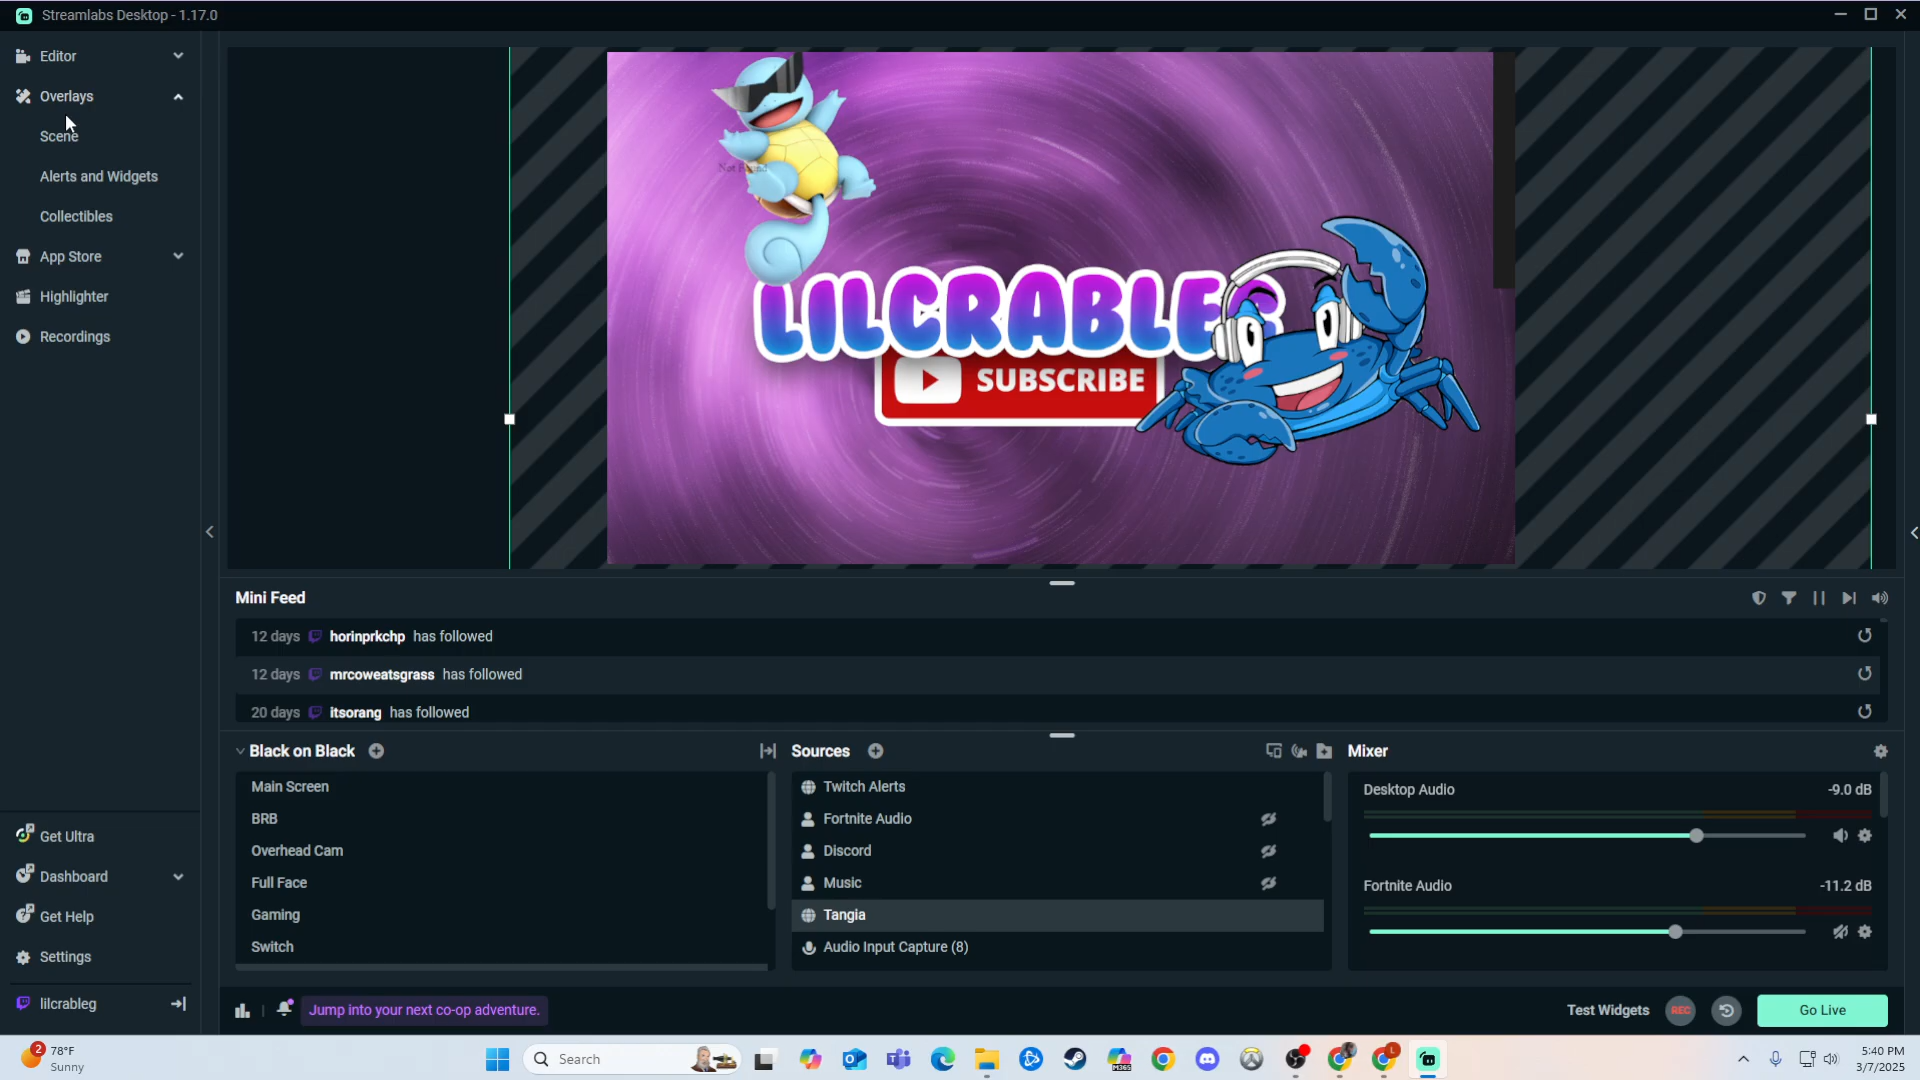 Streamlabs Desktop - 1.17.0
Editor
Overlays
Scene
Alerts and Widgets
Collectibles
App Store
Highlighter
Recordings
Not Found
LILCRABLEG
SUBSCRIBE
Mini Feed
12 days horinprkchp has followed
12 days mrcoweatsgrass has followed
20 days itsorang has followed
Black on Black
Main Screen
BRB
Overhead Cam
Full Face
Gaming
Switch
Sources
Twitch Alerts
Fortnite Audio
Discord
Music
Tangia
Audio Input Capture (8)
Mixer
Desktop Audio -9.0 dB
Fortnite Audio -11.2 dB
Get Ultra
Dashboard
Get Help
Settings
lilcrableg
Jump into your next co-op adventure.
Test Widgets
REC
Go Live
2
78°F
Sunny
Search
M365
L
5:40 PM
3/7/2025